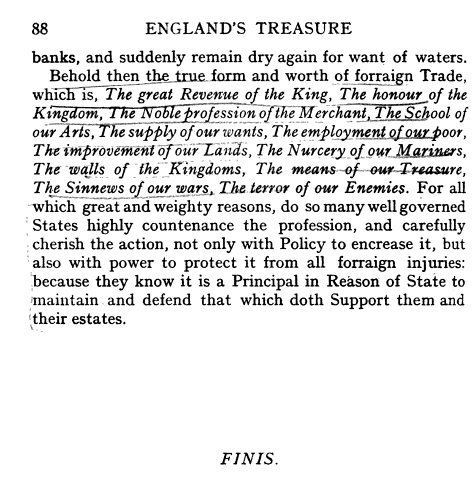 88 ENGLAND'S TREASURE
banks, and suddenly remain dry again for want of waters.
Behold then the true form and worth of forraign Trade,
which is, The great Revenue of the King, The honour of the
Kingdom, The Noble profession of the Merchant, The School of
our Arts, The supply of our wants, The employment of our poor,
The improvement of our Lands, The Nurcery of our Mariners,
The walls of the Kingdoms, The means of our Treasure,
The Sinnews of our wars, The terror of our Enemies. For all
which great and weighty reasons, do so many well governed
States highly countenance the profession, and carefully
cherish the action, not only with Policy to encrease it, but
also with power to protect it from all forraign injuries:
because they know it is a Principal in Reason of State to
maintain and defend that which doth Support them and
their estates.
FINIS.